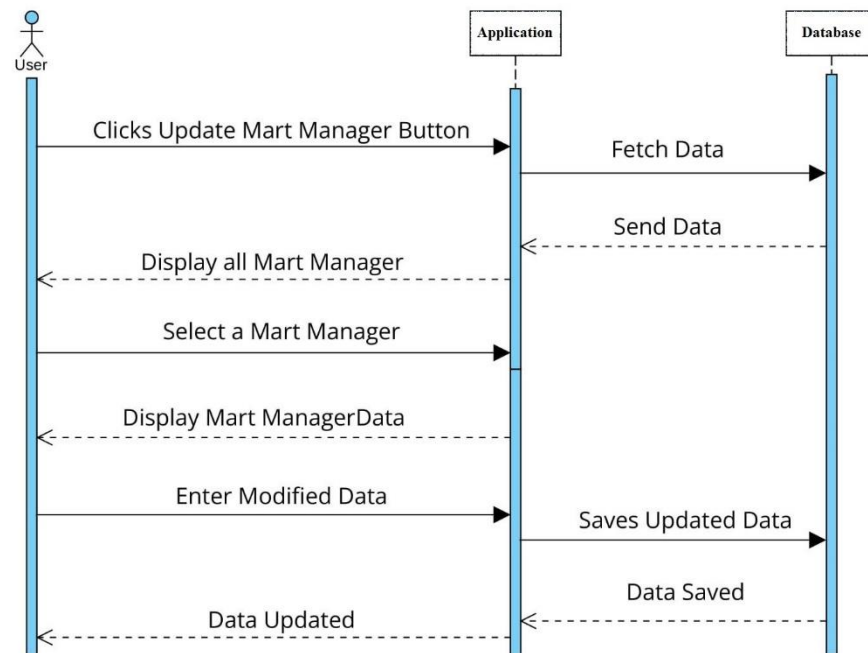 Application
Database
User
Clicks Update Mart Manager Button
Fetch Data
Send Data
Display all Mart Manager
Select a Mart Manager
Display Mart ManagerData
Enter Modified Data
Saves Updated Data
Data Saved
Data Updated